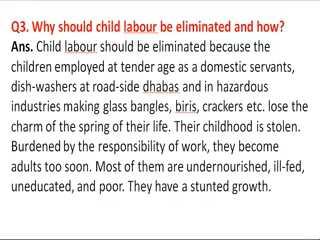 Q3. Why should child labour be eliminated and how?
Ans. Child labour should be eliminated because the
children employed at tender age as a domestic servants,
dish-washers at road-side dhabas and in hazardous
industries making glass bangles, biris, crackers etc. lose the
charm of the spring of their life. Their childhood is stolen.
Burdened by the responsibility of work, they become
adults too soon. Most of them are undernourished, ill-fed,
uneducated, and poor. They have a stunted growth.